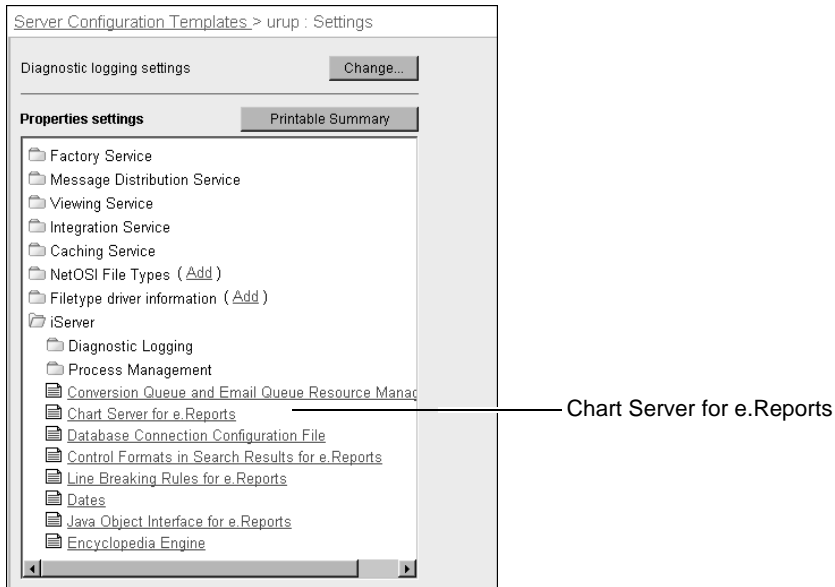 Server Configuration Templates > urup : Settings
Diagnostic logging settings
Change...
Properties settings
Printable Summary
Factory Service
Message Distribution Service
Viewing Service
Integration Service
Caching Service
NetOSI File Types ( Add )
Filetype driver information ( Add )
iServer
Diagnostic Logging
Process Management
Conversion Queue and Email Queue Resource Manag
Chart Server for e.Reports
Chart Server for e.Reports
Database Connection Configuration File
Control Formats in Search Results for e.Reports
Line Breaking Rules for e.Reports
Dates
Java Object Interface for e.Reports
Encyclopedia Engine